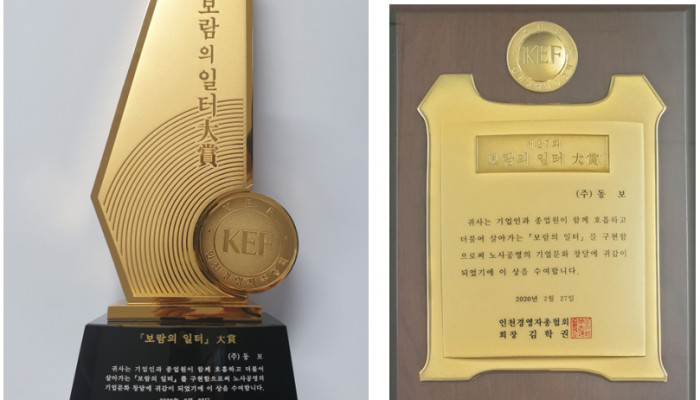 보람의 일터 大賞
KEF
「보람의 일터」 大賞
(주) 동 보
귀사는 기업인과 종업원이 함께 호흡하고 더불어
살아가는 『보람의 일터』를 구현함으로써 노사공영의
기업문화 창달에 귀감이 되었기에 이 상을 수여합니다.
KEF
보람의 일터 大賞
(주) 동 보
귀사는 기업인과 종업원이 함께 호흡하고
더불어 살아가는 『보람의 일터』를 구현함
으로써 노사공영의 기업문화 창달에 귀감이
되었기에 이 상을 수여합니다.
2020년 2월 27일
인천경영자총협회
회장 김 학 권